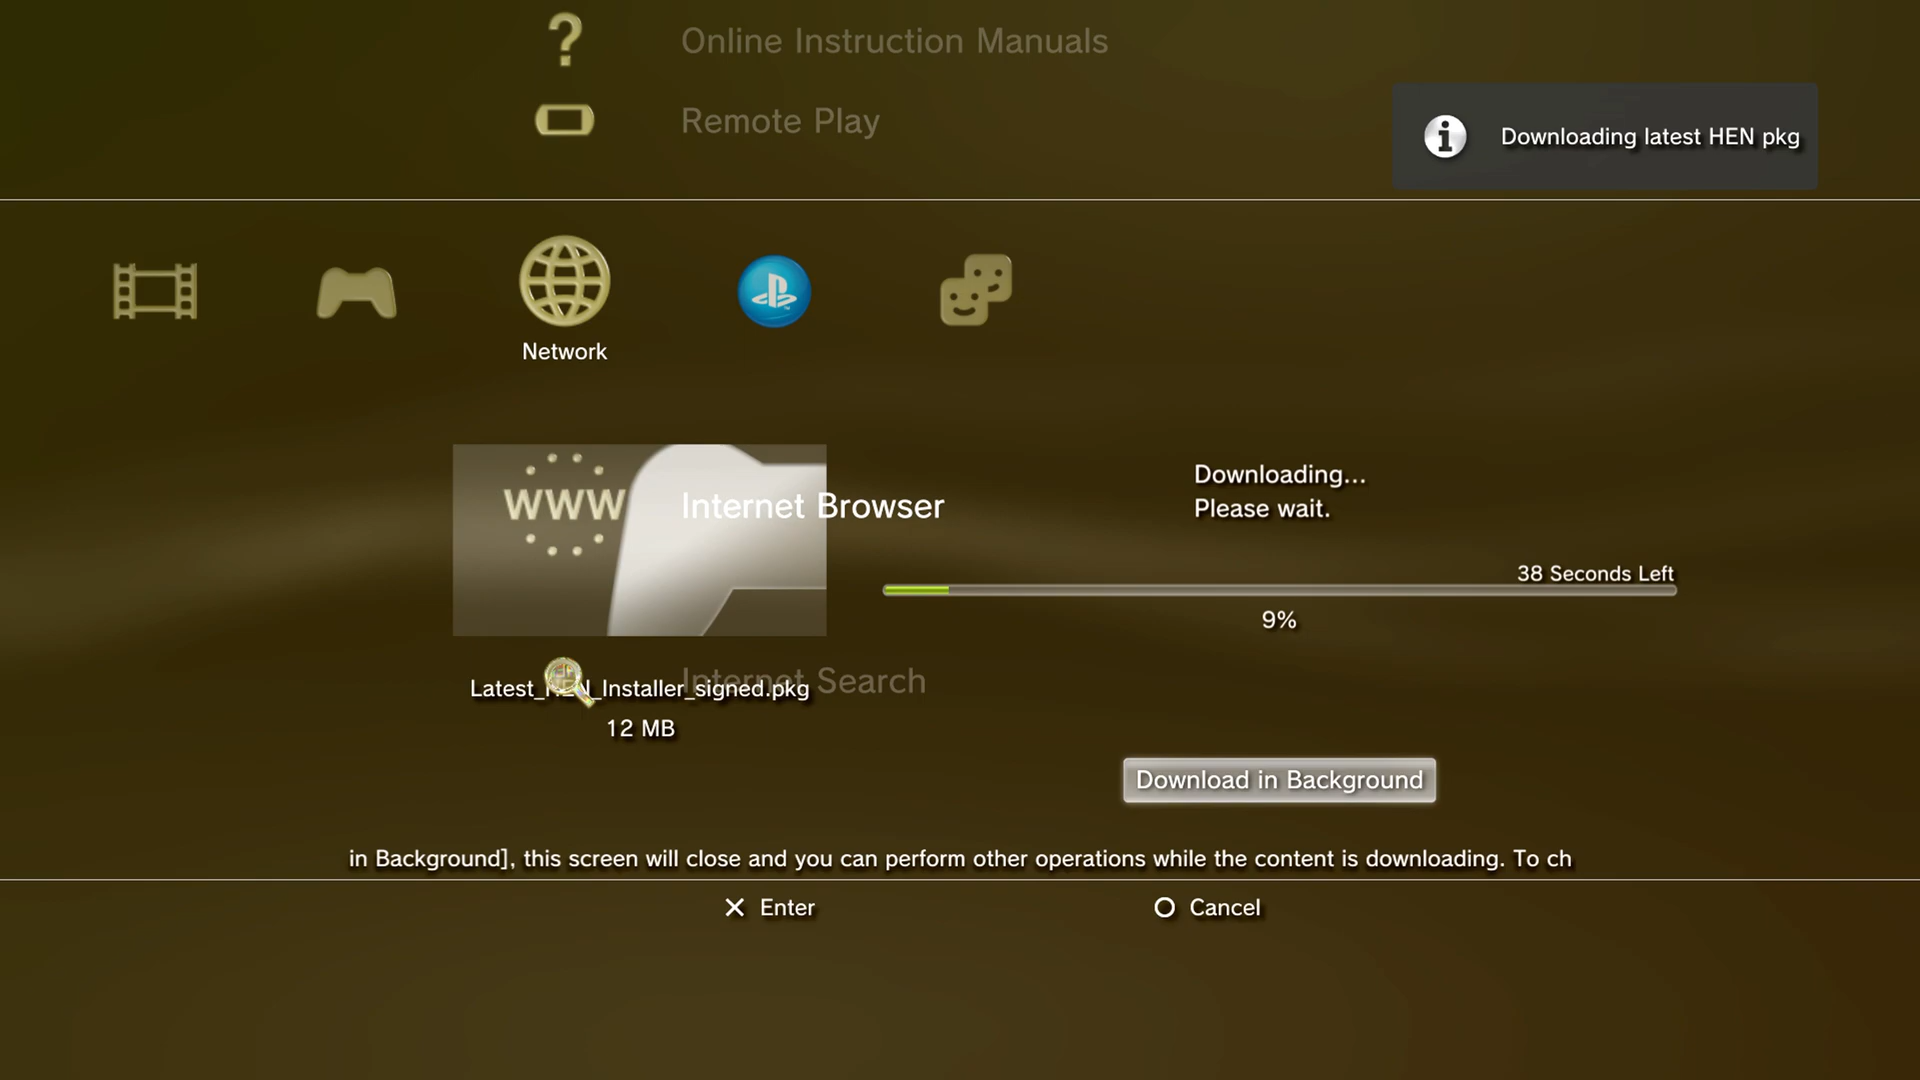 Online Instruction Manuals
Remote Play
Downloading latest HEN pkg
Network
WWW
Internet Browser
Downloading...
Please wait.
38 Seconds Left
9%
Internet Search
Latest_HEN_Installer_signed.pkg
12 MB
Download in Background
in Background], this screen will close and you can perform other operations while the content is downloading. To ch
Enter
Cancel